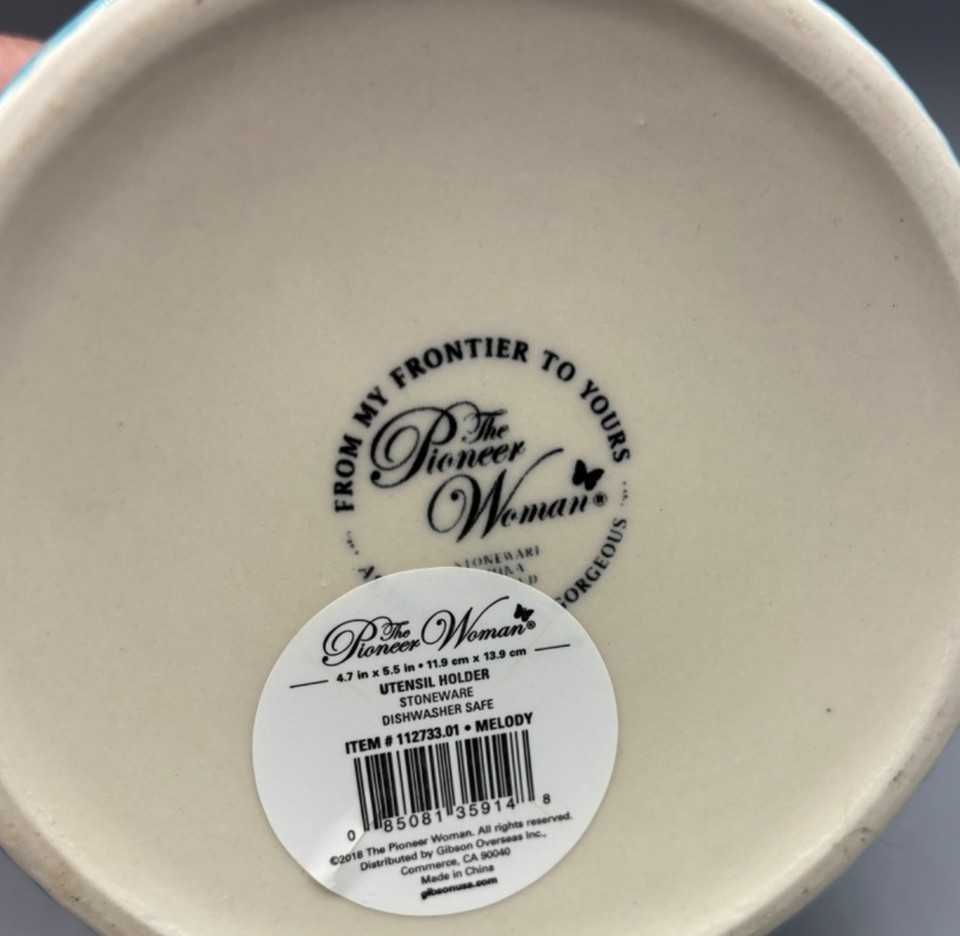 FROM MY FRONTIER TO YOURS
The
Pioneer
Woman®
STONEWARE
GORGEOUS
The Pioneer Woman®
4.7 in x 5.5 in • 11.9 cm x 13.9 cm
UTENSIL HOLDER
STONEWARE
DISHWASHER SAFE
ITEM # 112733.01 • MELODY
0 85081 35914 8
©2018 The Pioneer Woman. All rights reserved.
Distributed by Gibson Overseas Inc.,
Commerce, CA 90040
Made in China
gibsonusa.com